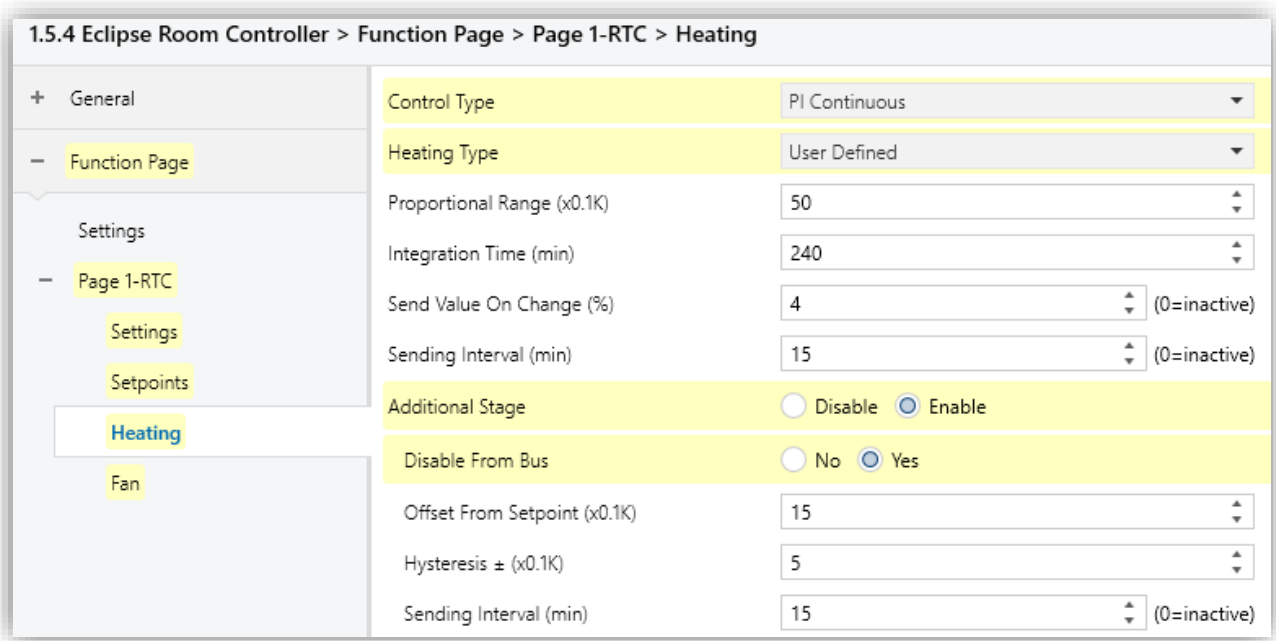 1.5.4 Eclipse Room Controller > Function Page > Page 1-RTC > Heating
+ General
– Function Page
Settings
– Page 1-RTC
Settings
Setpoints
Heating
Fan
Control Type PI Continuous
Heating Type User Defined
Proportional Range (x0.1K) 50
Integration Time (min) 240
Send Value On Change (%) 4 (0=inactive)
Sending Interval (min) 15 (0=inactive)
Additional Stage Disable Enable
Disable From Bus No Yes
Offset From Setpoint (x0.1K) 15
Hysteresis ± (x0.1K) 5
Sending Interval (min) 15 (0=inactive)